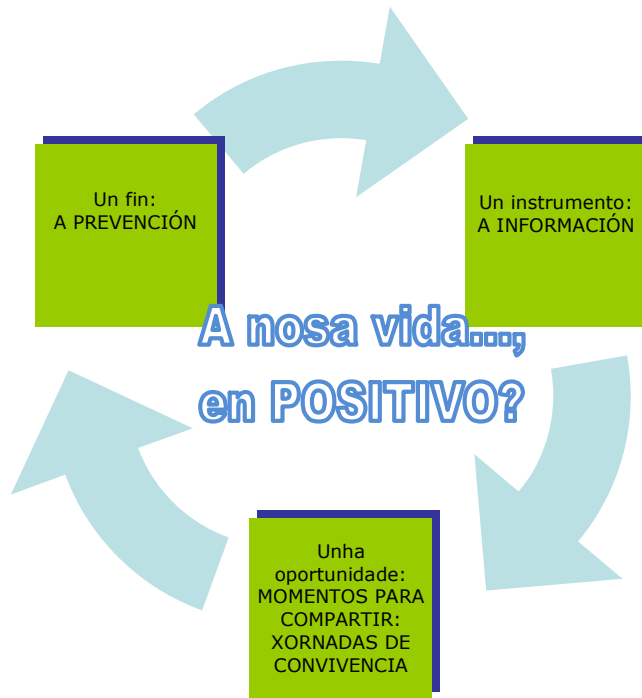 Un fin:
A PREVENCIÓN
Un instrumento:
A INFORMACIÓN
A nosa vida...,
en POSITIVO?
Unha
oportunidade:
MOMENTOS PARA
COMPARTIR:
XORNADAS DE
CONVIVENCIA